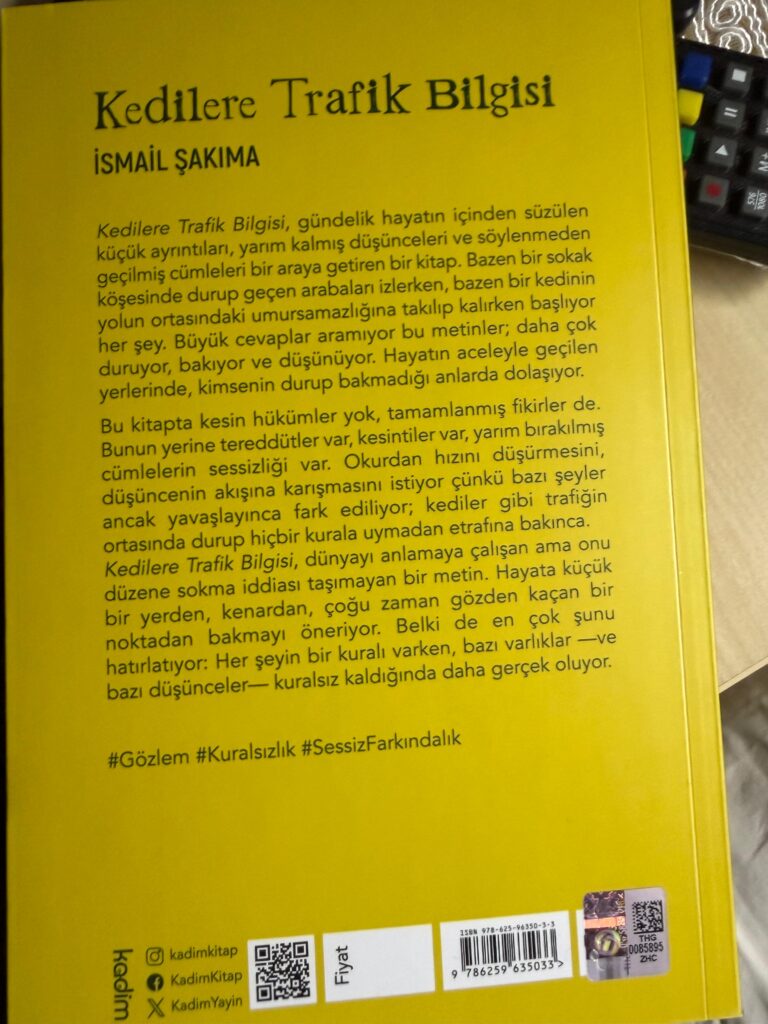 Kedilere Trafik Bilgisi
İSMAİL ŞAKIMA
Kedilere Trafik Bilgisi, gündelik hayatın içinden süzülen
küçük ayrıntıları, yarım kalmış düşünceleri ve söylenmeden
geçilmiş cümleleri bir araya getiren bir kitap. Bazen bir sokak
köşesinde durup geçen arabaları izlerken, bazen bir kedinin
yolun ortasındaki umursamazlığına takılıp kalırken başlıyor
her şey. Büyük cevaplar aramıyor bu metinler; daha çok
duruyor, bakıyor ve düşünüyor. Hayatın aceleyle geçilen
yerlerinde, kimsenin durup bakmadığı anlarda dolaşıyor.
Bu kitapta kesin hükümler yok, tamamlanmış fikirler de.
Bunun yerine tereddütler var, kesintiler var, yarım bırakılmış
cümlelerin sessizliği var. Okurdan hızını düşürmesini,
düşüncenin akışına karışmasını istiyor çünkü bazı şeyler
ancak yavaşlayınca fark ediliyor; kediler gibi trafiğin
ortasında durup hiçbir kurala uymadan etrafına bakınca.
Kedilere Trafik Bilgisi, dünyayı anlamaya çalışan ama onu
düzene sokma iddiası taşımayan bir metin. Hayata küçük
bir yerden, kenardan, çoğu zaman gözden kaçan bir
noktadan bakmayı öneriyor. Belki de en çok şunu
hatırlatıyor: Her şeyin bir kuralı varken, bazı varlıklar —ve
bazı düşünceler— kuralsız kaldığında daha gerçek oluyor.
#Gözlem #Kuralsızlık #SessizFarkındalık
kadim
kadimkitap
KadimKitap
KadimYayin
Fiyat
ISBN 978-625-96350-3-3
9 786259 635033>
THG
0085895
ZHC
M+
576
1080